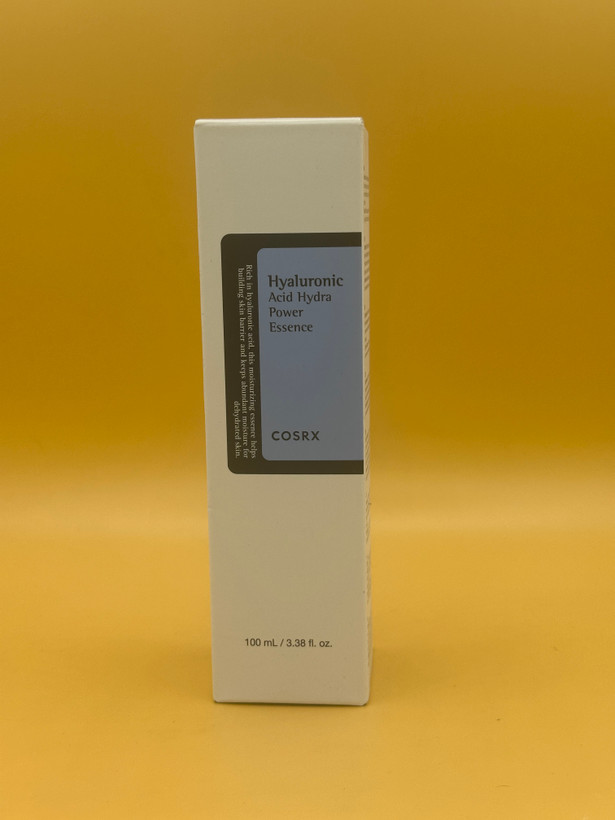 Hyaluronic
Acid Hydra
Power
Essence
Rich in hyaluronic acid, this moisturizing essence helps
building skin barrier and keeps abundant moisture for
dehydrated skin.
COSRX
100 mL / 3.38 fl. oz.